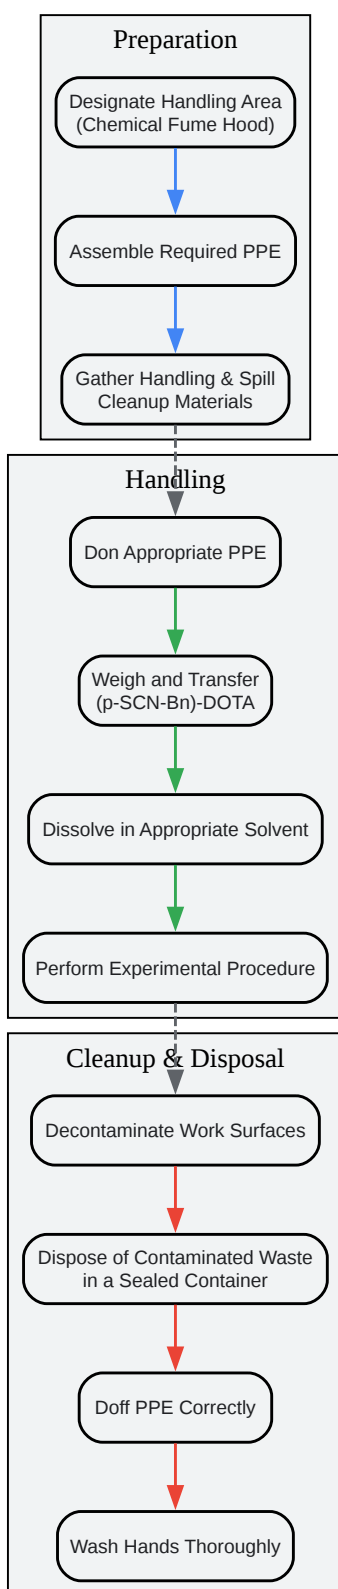 Preparation
Designate Handling Area
(Chemical Fume Hood)
Assemble Required PPE
Gather Handling & Spill
Cleanup Materials
Handling
Don Appropriate PPE
Weigh and Transfer
(p-SCN-Bn)-DOTA
Dissolve in Appropriate Solvent
Perform Experimental Procedure
Cleanup & Disposal
Decontaminate Work Surfaces
Dispose of Contaminated Waste
in a Sealed Container
Doff PPE Correctly
Wash Hands Thoroughly